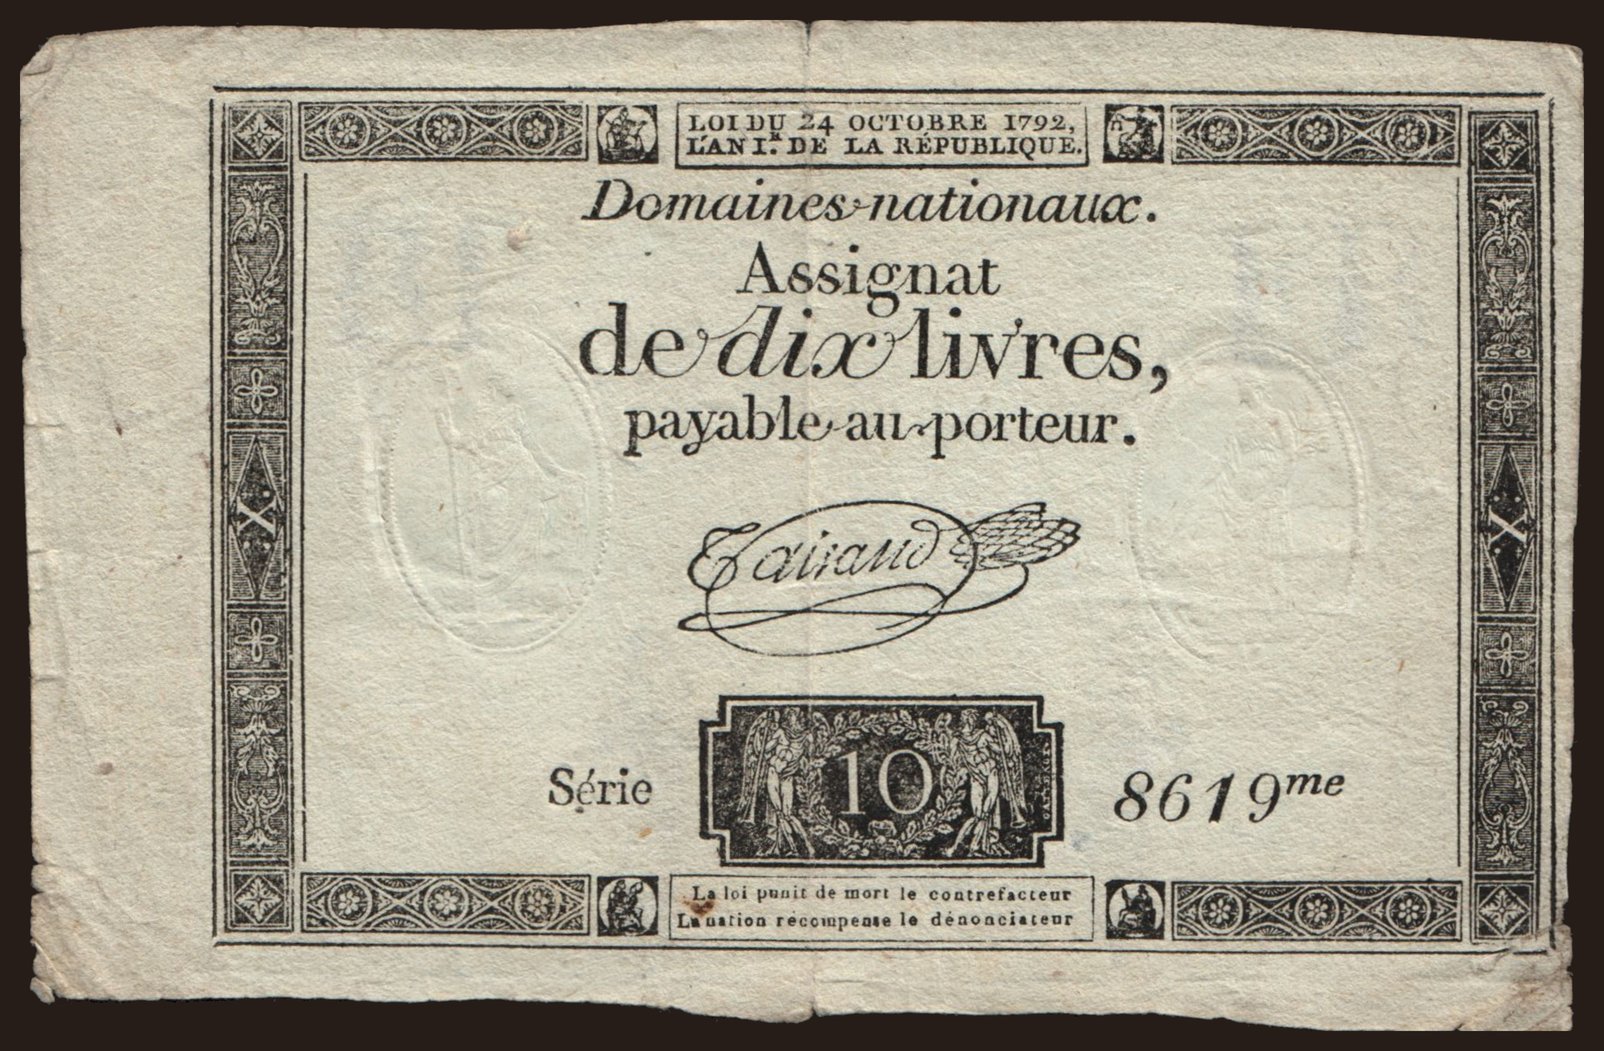 LOI DU 24 OCTOBRE 1792,
L'AN I.ᴿ DE LA RÉPUBLIQUE.
Domaines nationaux.
Assignat
de dix livres,
payable au porteur.
Taisaud
X
X
Série 10 8619me
La loi punit de mort le contrefacteur
La nation récompense le dénonciateur